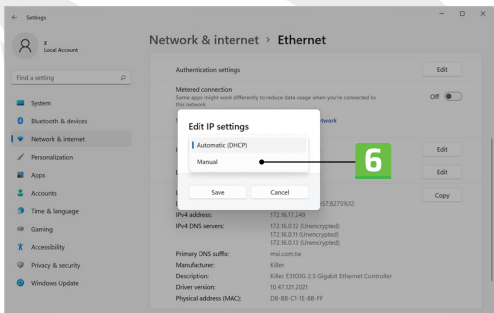 Settings
z
Local Account
Find a setting
System
Bluetooth & devices
Network & internet
Personalization
Apps
Accounts
Time & language
Gaming
Accessibility
Privacy & security
Windows Update
Network & internet > Ethernet
Authentication settings
Edit
Metered connection
Some apps might work differently to reduce data usage when you're connected to
this network
Off
Edit IP settings
Automatic (DHCP)
Manual
6
Save
Cancel
Edit
Edit
Copy
IPv4 address:
172.16.17.249
IPv4 DNS servers:
172.16.0.12 (Unencrypted)
172.16.0.11 (Unencrypted)
172.16.0.13 (Unencrypted)
Primary DNS suffix:
msi.com.tw
Manufacturer:
Killer
Description:
Killer E3100G 2.5 Gigabit Ethernet Controller
Driver version:
10.47.121.2021
Physical address (MAC):
D8-BB-C1-1E-8B-FF